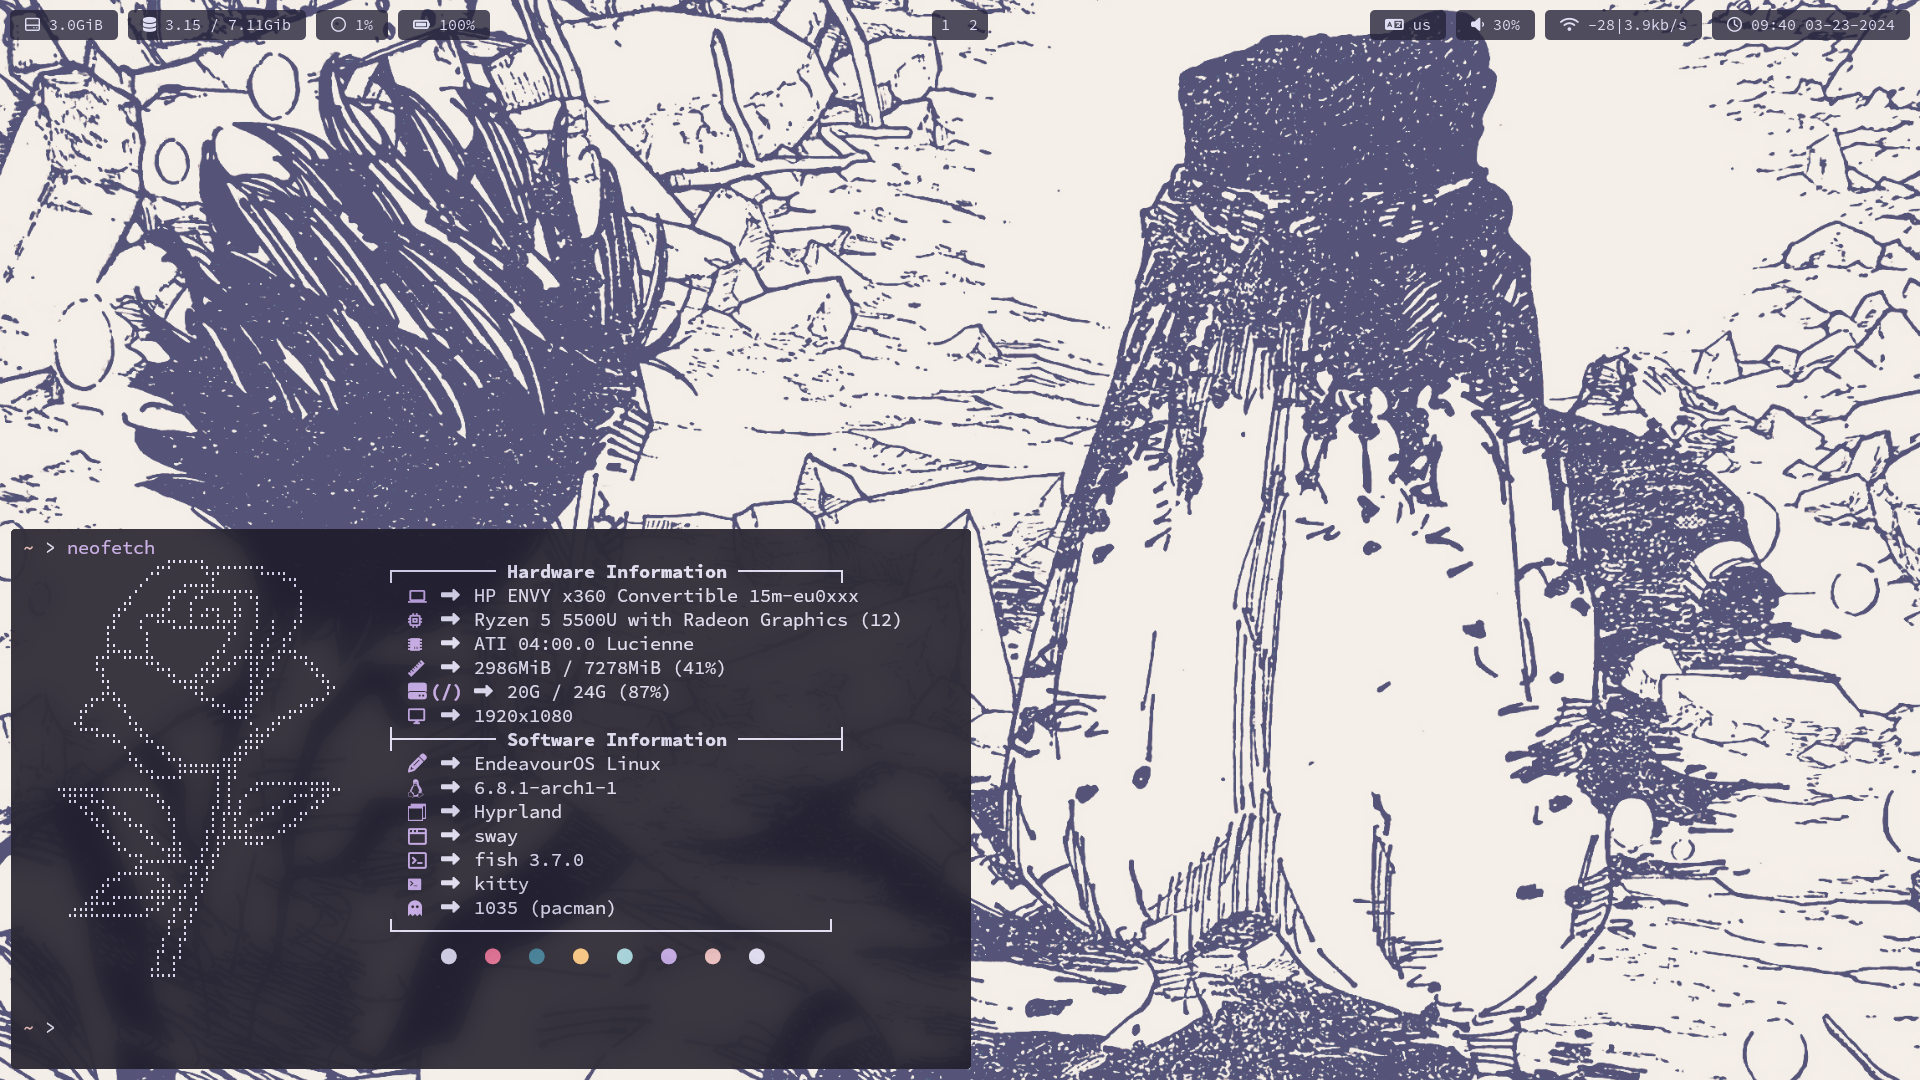 3.0GiB
3.15 / 7.11Gib
1%
100%
1 2
us
30%
-28|3.9kb/s
09:40 03-23-2024
~ > neofetch
Hardware Information
HP ENVY x360 Convertible 15m-eu0xxx
Ryzen 5 5500U with Radeon Graphics (12)
ATI 04:00.0 Lucienne
2986MiB / 7278MiB (41%)
(/) 20G / 24G (87%)
1920x1080
Software Information
EndeavourOS Linux
6.8.1-arch1-1
Hyprland
sway
fish 3.7.0
kitty
1035 (pacman)
~ >